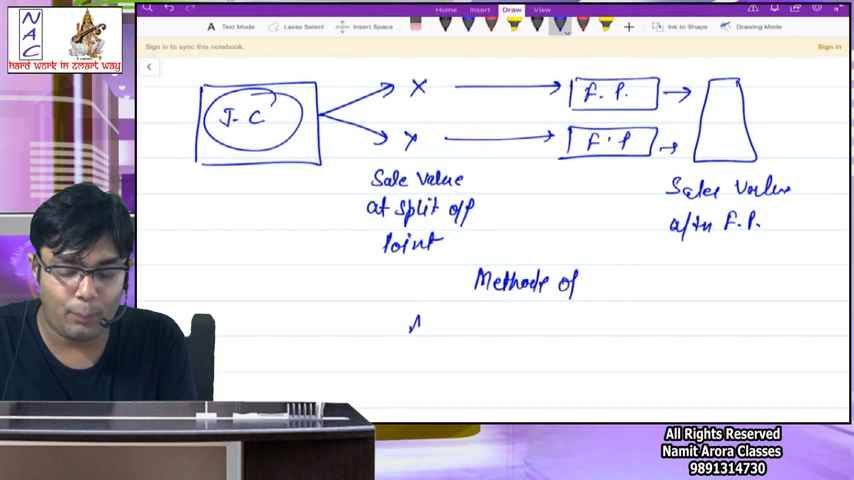 NAC
hard work in smart way
Home Insert Draw View
Text Mode Lasso Select Insert Space Ink to Shape Drawing Mode
Sign in to sync this notebook. Sign in
J-C
X
F.P.
Y
F.P
Sale Value
at split off
Point
Sales Value
after F.P.
Methods of
All Rights Reserved
Namit Arora Classes
9891314730